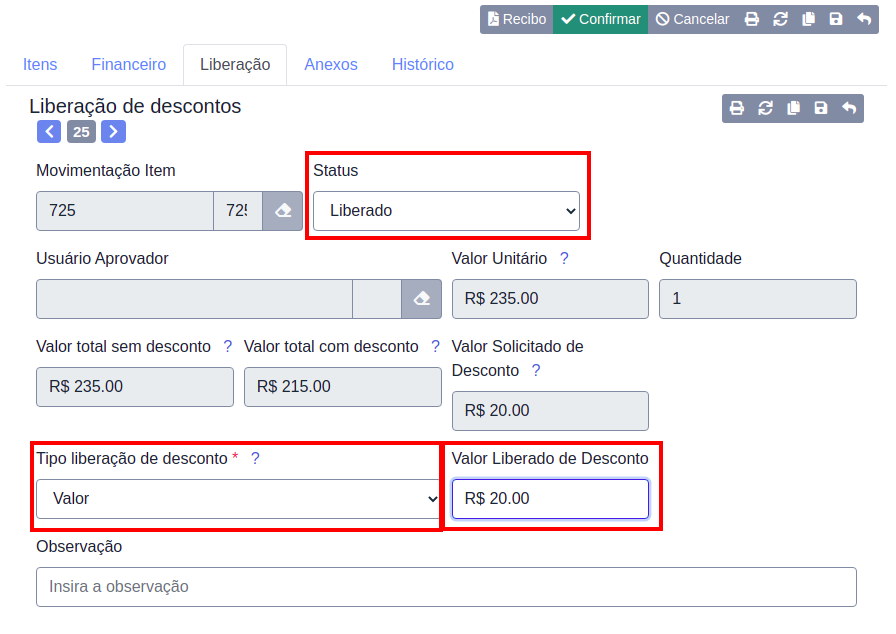 Recibo Confirmar Cancelar
Itens Financeiro Liberação Anexos Histórico
Liberação de descontos
25
Movimentação Item Status
725 725 Liberado
Usuário Aprovador Valor Unitário ? Quantidade
R$ 235.00 1
Valor total sem desconto ? Valor total com desconto ? Valor Solicitado de
Desconto ?
R$ 235.00 R$ 215.00
R$ 20.00
Tipo liberação de desconto * ? Valor Liberado de Desconto
Valor R$ 20.00
Observação
Insira a observação